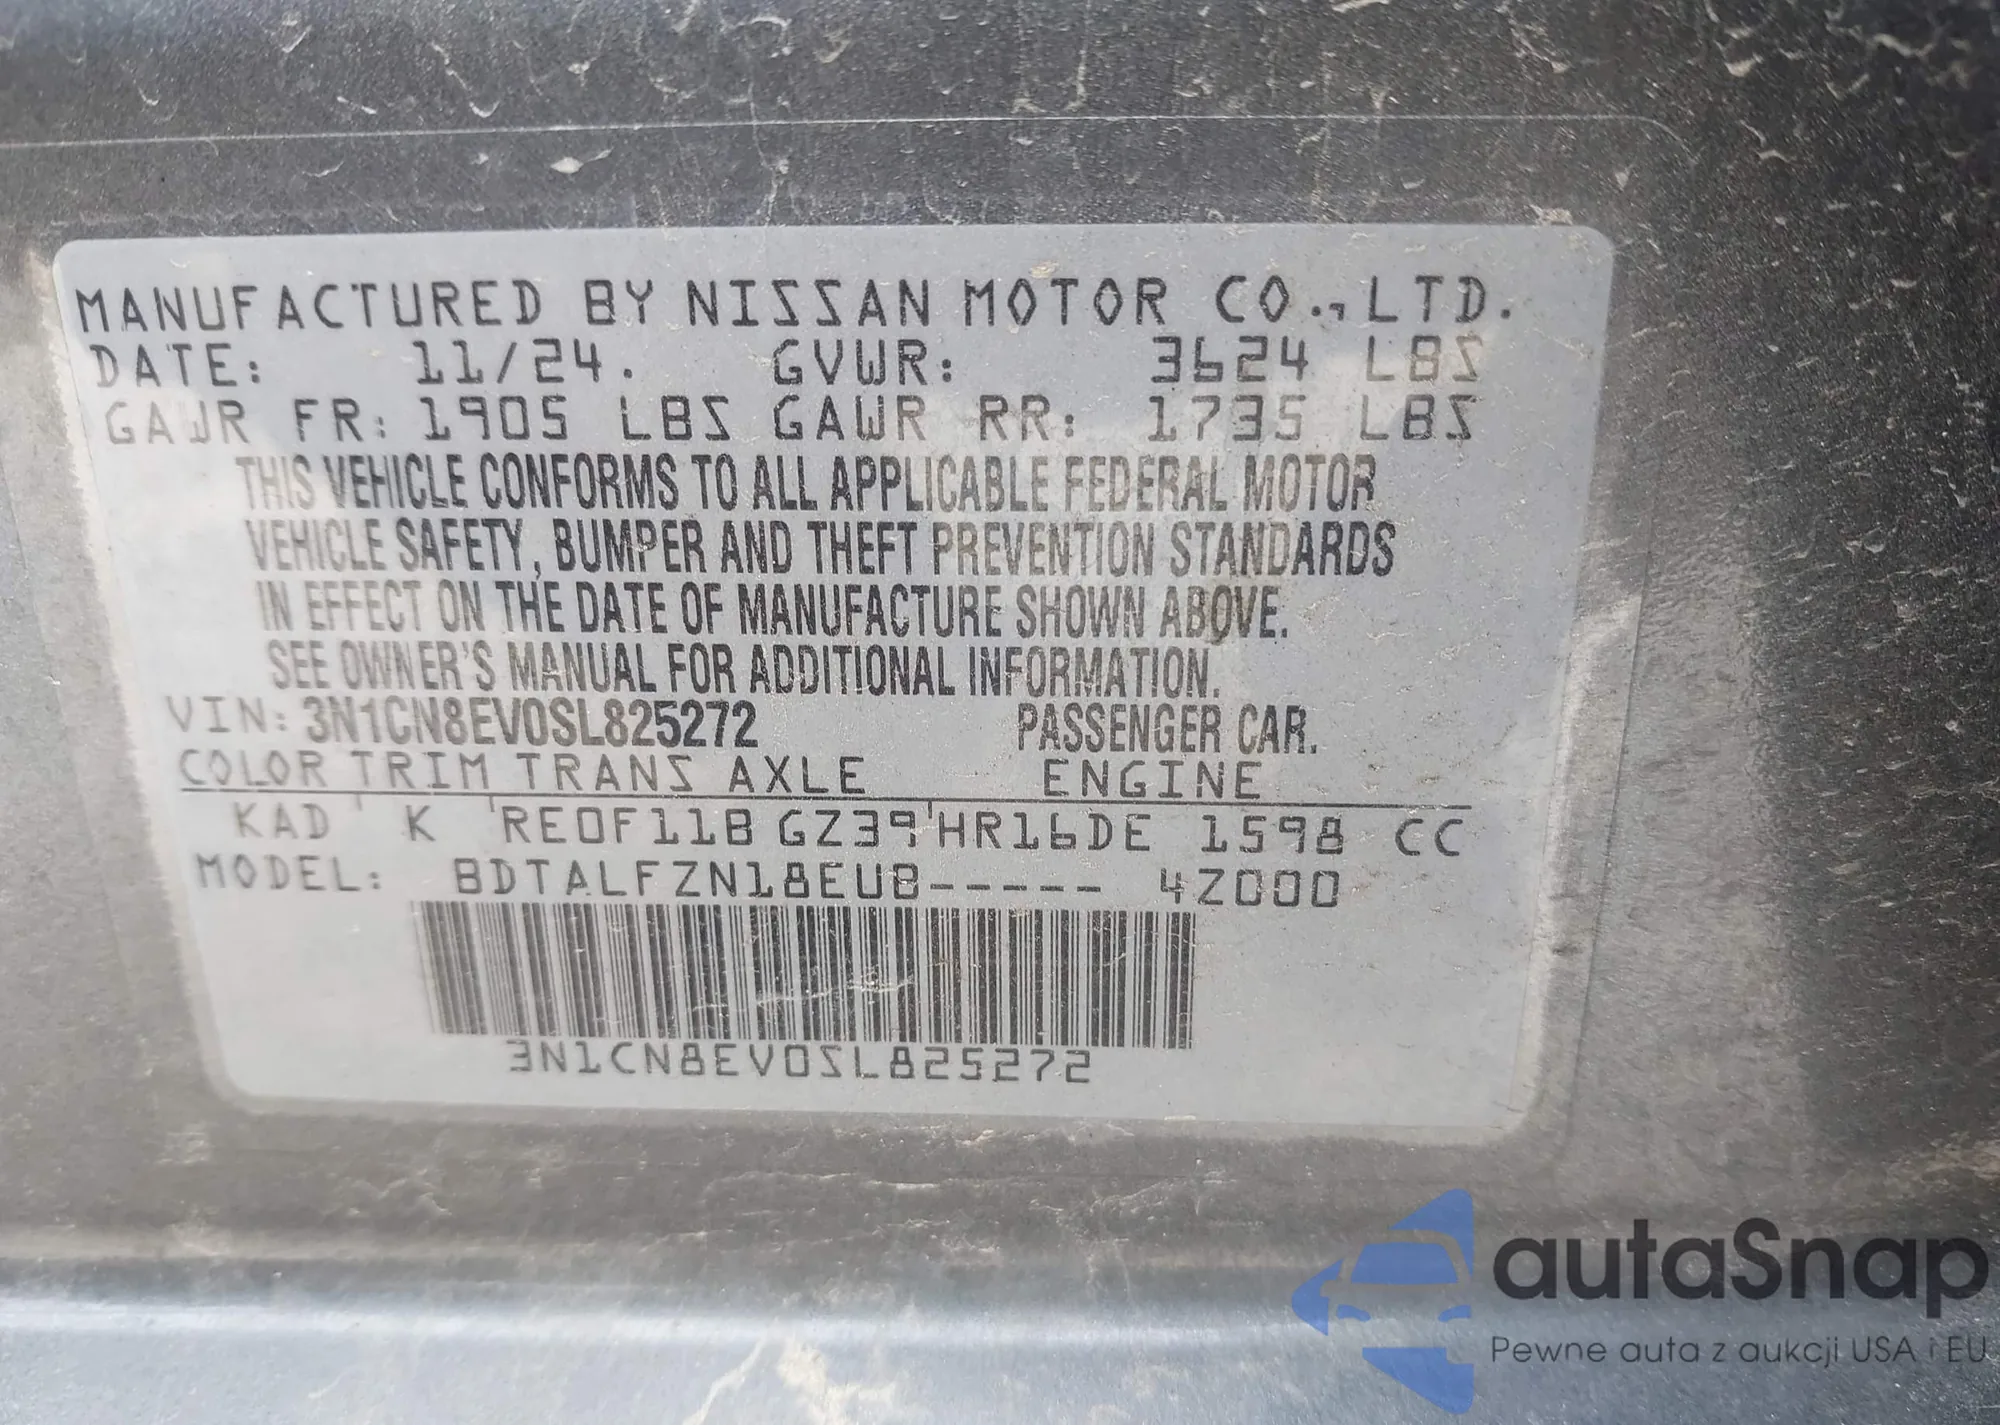 MANUFACTURED BY NISSAN MOTOR CO., LTD.
DATE: 11/24. GVWR: 3624 LBS
GAWR FR: 1905 LBS GAWR RR: 1735 LBS
THIS VEHICLE CONFORMS TO ALL APPLICABLE FEDERAL MOTOR
VEHICLE SAFETY, BUMPER AND THEFT PREVENTION STANDARDS
IN EFFECT ON THE DATE OF MANUFACTURE SHOWN ABOVE.
SEE OWNER'S MANUAL FOR ADDITIONAL INFORMATION.
VIN: 3N1CN8EV0SL825272 PASSENGER CAR.
COLOR TRIM TRANS AXLE ENGINE
KAD K RE0F11B GZ39 HR16DE 1598 CC
MODEL: BDTALFZN18EUB----- 4Z000
3N1CN8EV0SL825272
autaSnap
Pewne auta z aukcji USA i EU